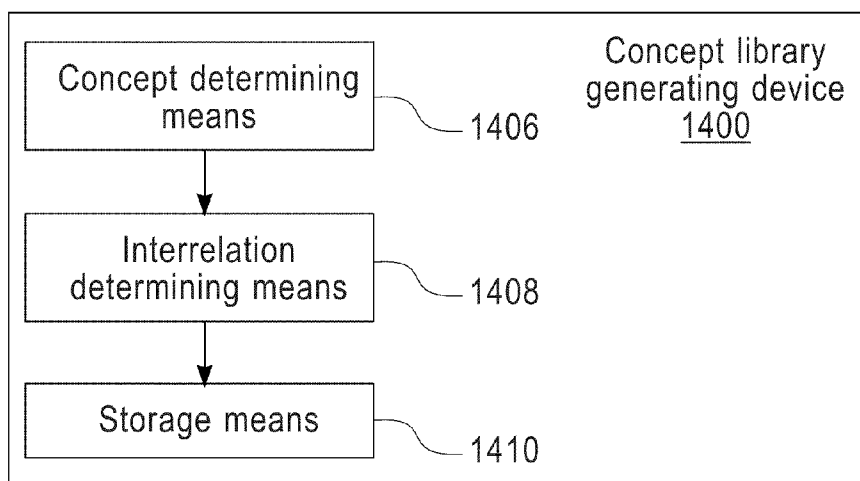 Concept determining
means
1406
Concept library
generating device
1400
Interrelation
determining means
1408
Storage means
1410